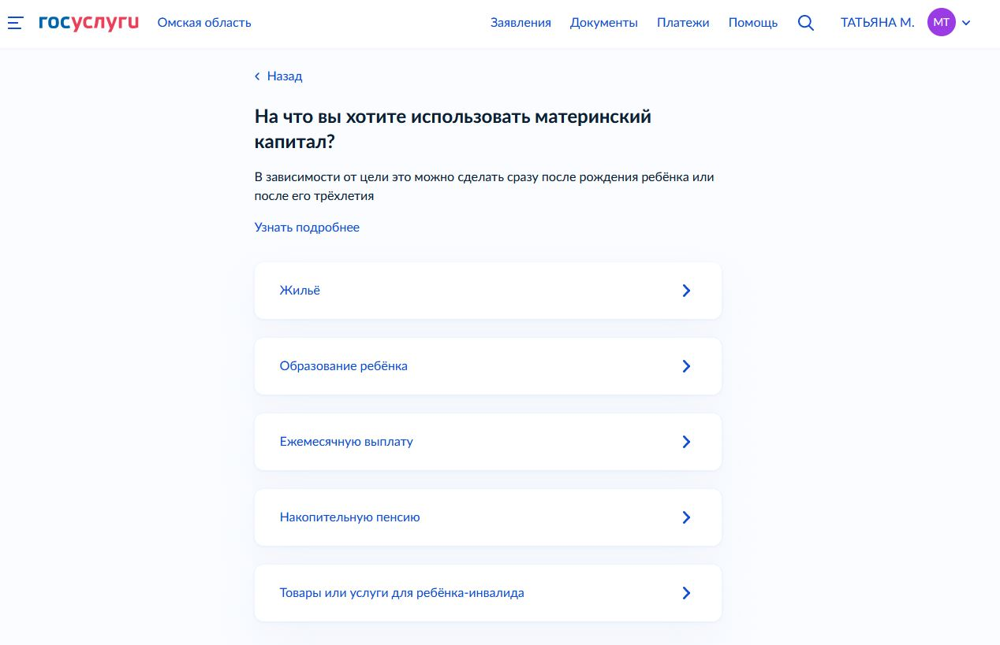 госуслуги Омская область Заявления Документы Платежи Помощь ТАТЬЯНА М. МТ
Назад
На что вы хотите использовать материнский
капитал?
В зависимости от цели это можно сделать сразу после рождения ребёнка или
после его трёхлетия
Узнать подробнее
Жильё
Образование ребёнка
Ежемесячную выплату
Накопительную пенсию
Товары или услуги для ребёнка-инвалида